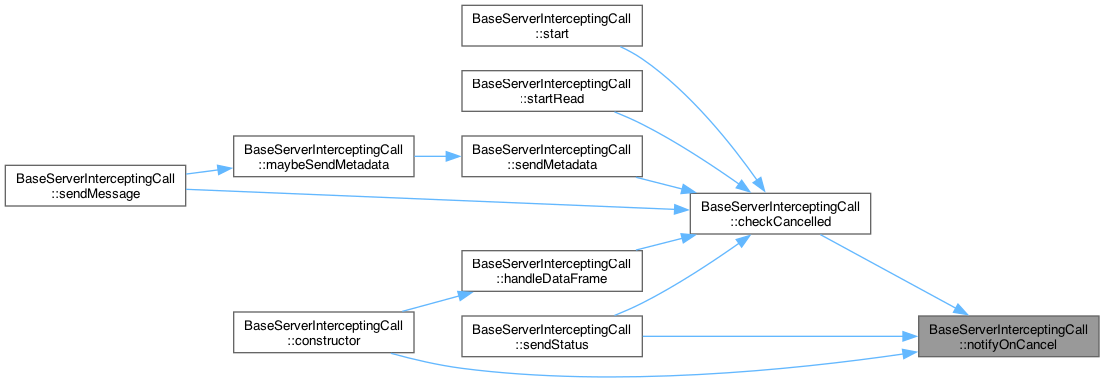 BaseServerInterceptingCall
::start
BaseServerInterceptingCall
::startRead
BaseServerInterceptingCall
::maybeSendMetadata
BaseServerInterceptingCall
::sendMetadata
BaseServerInterceptingCall
::sendMessage
BaseServerInterceptingCall
::checkCancelled
BaseServerInterceptingCall
::handleDataFrame
BaseServerInterceptingCall
::constructor
BaseServerInterceptingCall
::sendStatus
BaseServerInterceptingCall
::notifyOnCancel